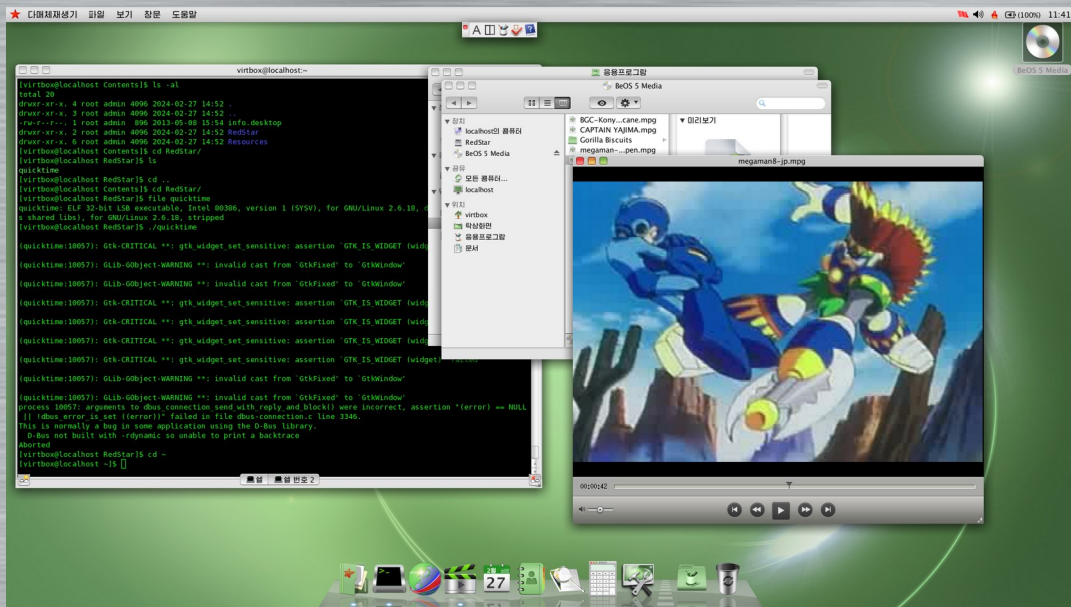 다매체재생기 파일 보기 창문 도움말
(100%) 11:41
A
BeOS 5 Media
virtbox@localhost:~
[virtbox@localhost Contents]$ ls -al
total 20
drwxr-xr-x. 4 root admin 4096 2024-02-27 14:52 .
drwxr-xr-x. 3 root admin 4096 2024-02-27 14:52 ..
-rw-r--r--. 1 root admin 896 2013-05-08 15:54 info.desktop
drwxr-xr-x. 2 root admin 4096 2024-02-27 14:52 RedStar
drwxr-xr-x. 6 root admin 4096 2024-02-27 14:52 Resources
[virtbox@localhost Contents]$ cd RedStar/
[virtbox@localhost RedStar]$ ls
quicktime
[virtbox@localhost RedStar]$ cd ..
[virtbox@localhost Contents]$ cd RedStar/
[virtbox@localhost RedStar]$ file quicktime
quicktime: ELF 32-bit LSB executable, Intel 80386, version 1 (SYSV), for GNU/Linux 2.6.18, d
s shared libs), for GNU/Linux 2.6.18, stripped
[virtbox@localhost RedStar]$ ./quicktime
(quicktime:10057): Gtk-CRITICAL **: gtk_widget_set_sensitive: assertion `GTK_IS_WIDGET (widg
(quicktime:10057): GLib-GObject-WARNING **: invalid cast from `GtkFixed' to `GtkWindow'
(quicktime:10057): GLib-GObject-WARNING **: invalid cast from `GtkFixed' to `GtkWindow'
(quicktime:10057): Gtk-CRITICAL **: gtk_widget_set_sensitive: assertion `GTK_IS_WIDGET (widg
(quicktime:10057): Gtk-CRITICAL **: gtk_widget_set_sensitive: assertion `GTK_IS_WIDGET (widg
(quicktime:10057): Gtk-CRITICAL **: gtk_widget_set_sensitive: assertion `GTK_IS_WIDGET (widget)' failed
(quicktime:10057): GLib-GObject-WARNING **: invalid cast from `GtkFixed' to `GtkWindow'
(quicktime:10057): GLib-GObject-WARNING **: invalid cast from `GtkFixed' to `GtkWindow'
process 10057: arguments to dbus_connection_send_with_reply_and_block() were incorrect, assertion "(error) == NULL
|| !dbus_error_is_set ((error))" failed in file dbus-connection.c line 3346.
This is normally a bug in some application using the D-Bus library.
D-Bus not built with -rdynamic so unable to print a backtrace
Aborted
[virtbox@localhost RedStar]$ cd ~
[virtbox@localhost ~]$
쉘 쉘 번호 2
응용프로그람
BeOS 5 Media
장치
localhost의 콤퓨터
RedStar
BeOS 5 Media
공유
모든 콤퓨터...
localhost
위치
virtbox
탁상화면
응용프로그람
문서
BGC-Kony...cane.mpg
CAPTAIN YAJIMA.mpg
Gorilla Biscuits
megaman-...pen.mpg
미리보기
megaman8-jp.mpg
00:00:42
2월
27